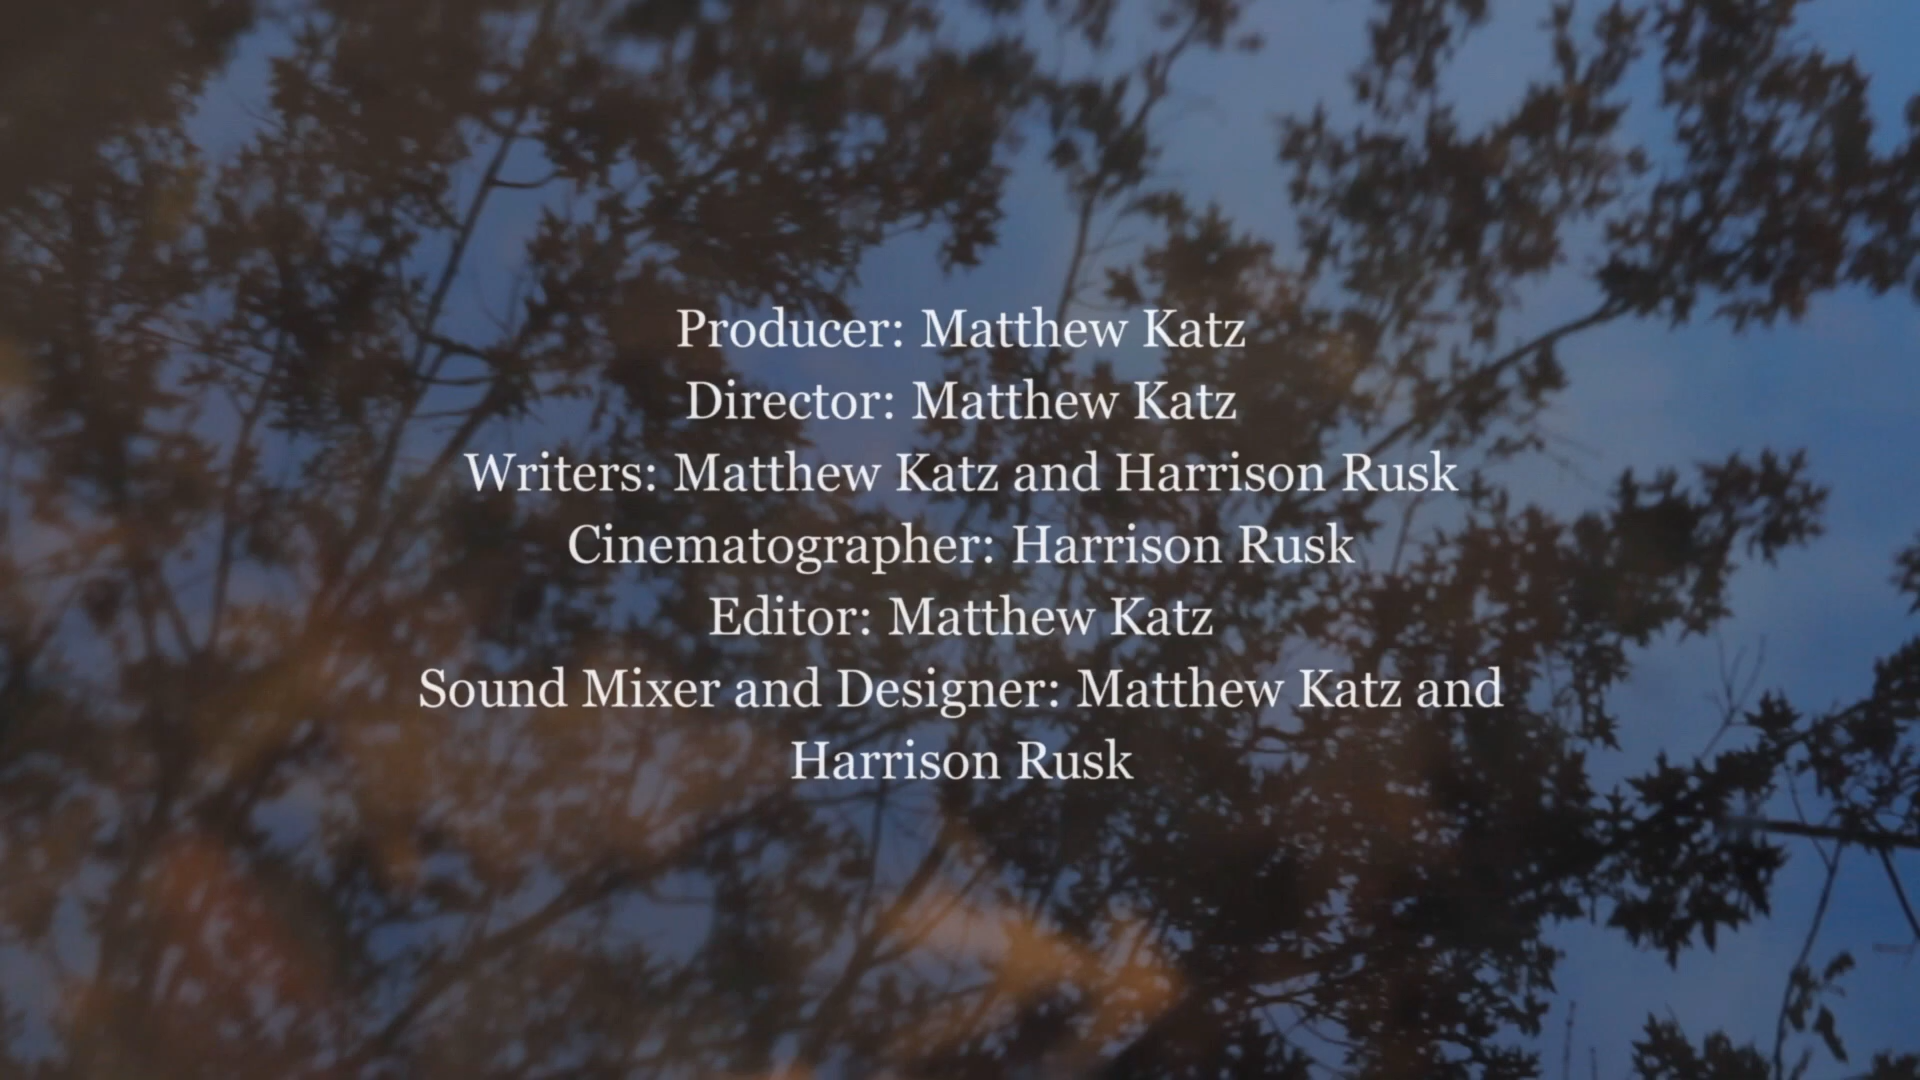 Producer: Matthew Katz
Director: Matthew Katz
Writers: Matthew Katz and Harrison Rusk
Cinematographer: Harrison Rusk
Editor: Matthew Katz
Sound Mixer and Designer: Matthew Katz and
Harrison Rusk